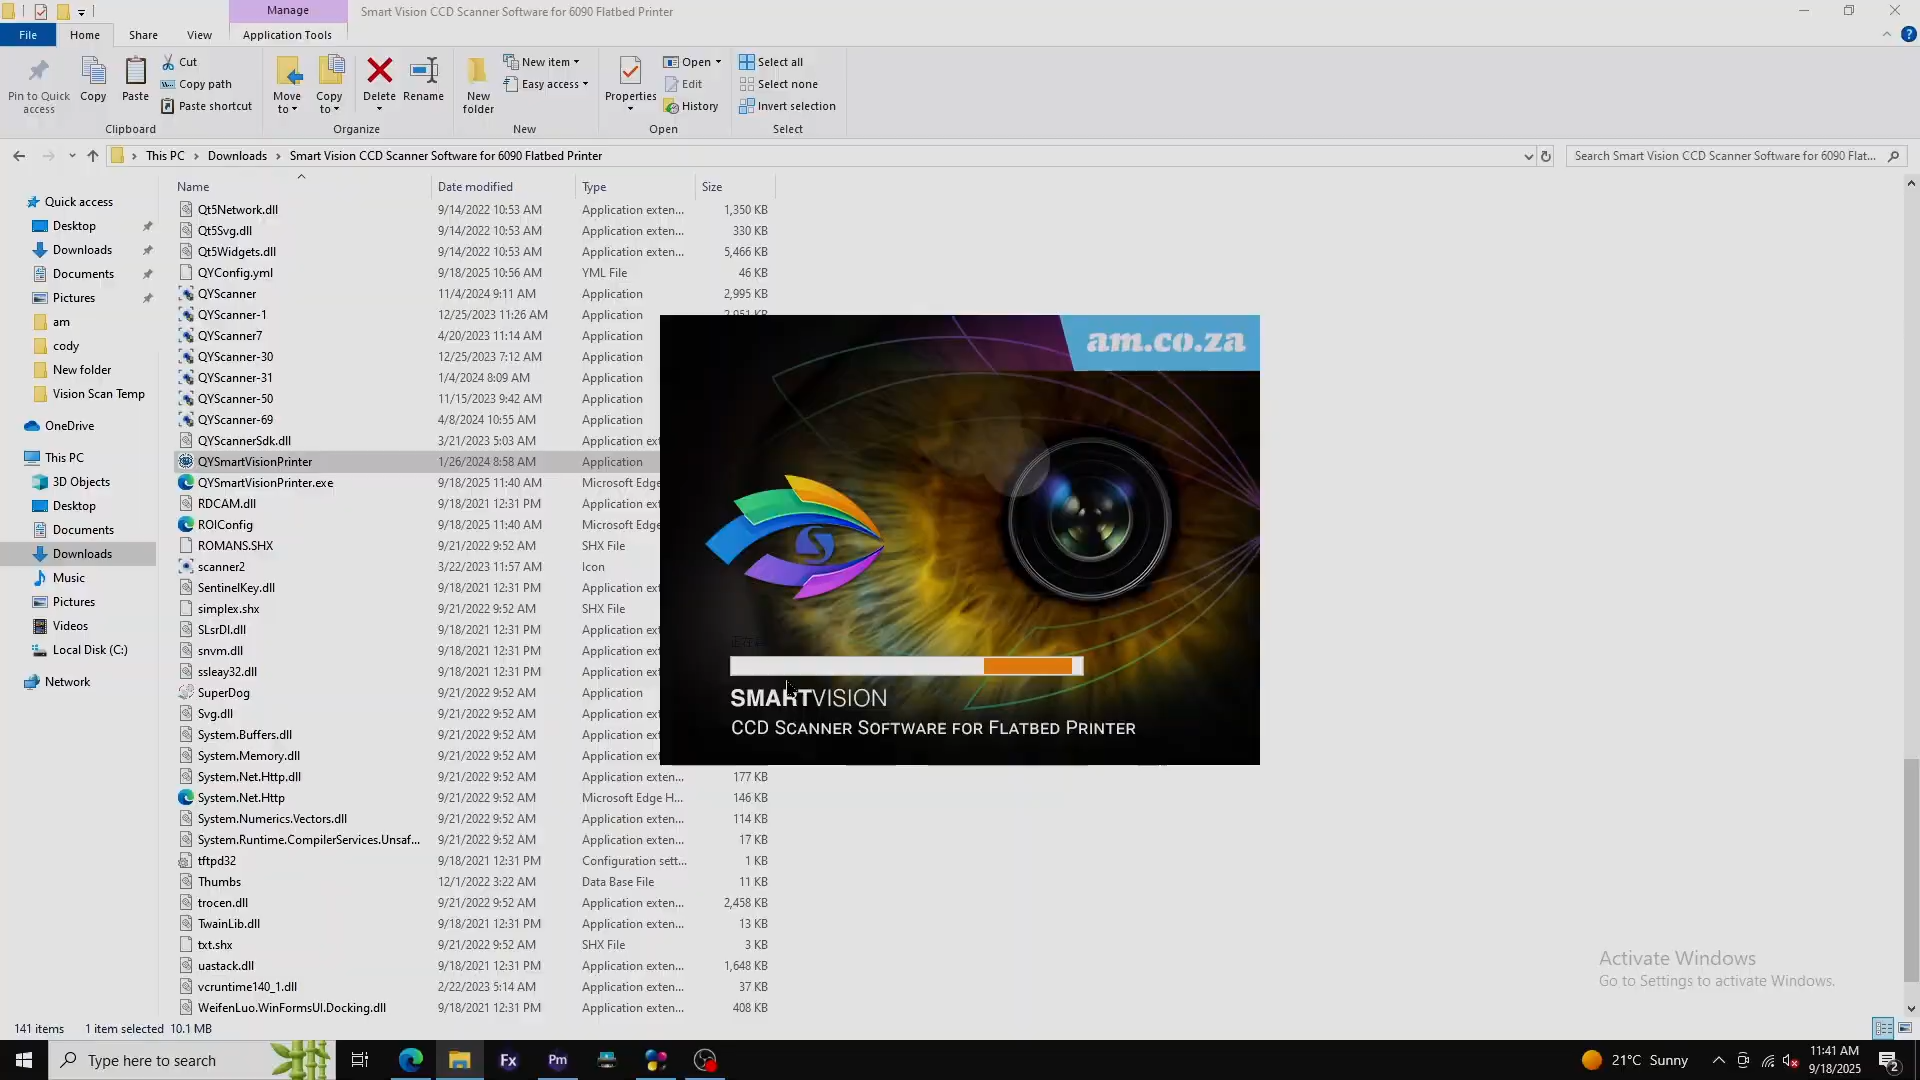 Manage
Smart Vision CCD Scanner Software for 6090 Flatbed Printer
File
Home
Share
View
Application Tools
Pin to Quick access
Copy
Paste
Cut
Copy path
Paste shortcut
Move to
Copy to
Delete
Rename
New folder
New item
Easy access
Properties
Open
Edit
History
Select all
Select none
Invert selection
Clipboard
Organize
New
Open
Select
This PC
Downloads
Smart Vision CCD Scanner Software for 6090 Flatbed Printer
Search Smart Vision CCD Scanner Software for 6090 Flat...
Quick access
Desktop
Downloads
Documents
Pictures
am
cody
New folder
Vision Scan Temp
OneDrive
This PC
3D Objects
Desktop
Documents
Downloads
Music
Pictures
Videos
Local Disk (C:)
Network
Name Date modified Type Size
Qt5Network.dll 9/14/2022 10:53 AM Application exten... 1,350 KB
Qt5Svg.dll 9/14/2022 10:53 AM Application exten... 330 KB
Qt5Widgets.dll 9/14/2022 10:53 AM Application exten... 5,466 KB
QYConfig.yml 9/18/2025 10:56 AM YML File 46 KB
QYScanner 11/4/2024 9:11 AM Application 2,995 KB
QYScanner-1 12/25/2023 11:26 AM Application 2,951 KB
QYScanner7 4/20/2023 11:14 AM Application
QYScanner-30 12/25/2023 7:12 AM Application
QYScanner-31 1/4/2024 8:09 AM Application
QYScanner-50 11/15/2023 9:42 AM Application
QYScanner-69 4/8/2024 10:55 AM Application
QYScannerSdk.dll 3/21/2023 5:03 AM Application ext
QYSmartVisionPrinter 1/26/2024 8:58 AM Application
QYSmartVisionPrinter.exe 9/18/2025 11:40 AM Microsoft Edge
RDCAM.dll 9/18/2021 12:31 PM Application ext
ROIConfig 9/18/2025 11:40 AM Microsoft Edge
ROMANS.SHX 9/21/2022 9:52 AM SHX File
scanner2 3/22/2023 11:57 AM Icon
SentinelKey.dll 9/18/2021 12:31 PM Application ext
simplex.shx 9/21/2022 9:52 AM SHX File
SLsrDI.dll 9/18/2021 12:31 PM Application ext
snvm.dll 9/18/2021 12:31 PM Application ext
ssleay32.dll 9/18/2021 12:31 PM Application ext
SuperDog 9/21/2022 9:52 AM Application
Svg.dll 9/21/2022 9:52 AM Application ext
System.Buffers.dll 9/21/2022 9:52 AM Application ext
System.Memory.dll 9/21/2022 9:52 AM Application ext
System.Net.Http.dll 9/21/2022 9:52 AM Application exten... 177 KB
System.Net.Http 9/21/2022 9:52 AM Microsoft Edge H... 146 KB
System.Numerics.Vectors.dll 9/21/2022 9:52 AM Application exten... 114 KB
System.Runtime.CompilerServices.Unsaf... 9/21/2022 9:52 AM Application exten... 17 KB
tftpd32 9/18/2021 12:31 PM Configuration sett... 1 KB
Thumbs 12/1/2022 3:22 AM Data Base File 11 KB
trocen.dll 9/21/2022 9:52 AM Application exten... 2,458 KB
TwainLib.dll 9/18/2021 12:31 PM Application exten... 13 KB
txt.shx 9/21/2022 9:52 AM SHX File 3 KB
uastack.dll 9/18/2021 12:31 PM Application exten... 1,648 KB
vcruntime140_1.dll 2/22/2023 5:14 AM Application exten... 37 KB
WeifenLuo.WinFormsUI.Docking.dll 9/18/2021 12:31 PM Application exten... 408 KB
am.co.za
SMARTVISION
CCD Scanner Software for Flatbed Printer
Activate Windows
Go to Settings to activate Windows.
141 items 1 item selected 10.1 MB
Type here to search
Fx
Pm
21°C Sunny
11:41 AM
9/18/2025
2